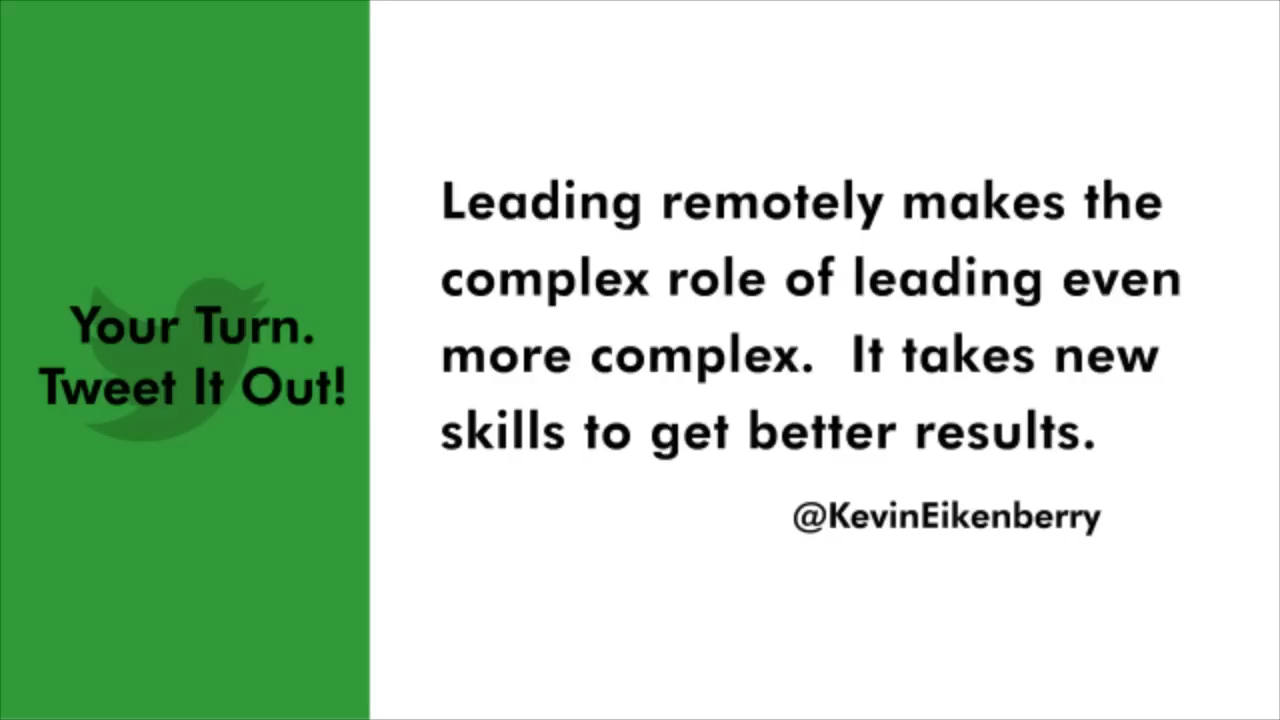 Your Turn.
Tweet It Out!
Leading remotely makes the
complex role of leading even
more complex.  It takes new
skills to get better results.
@KevinEikenberry